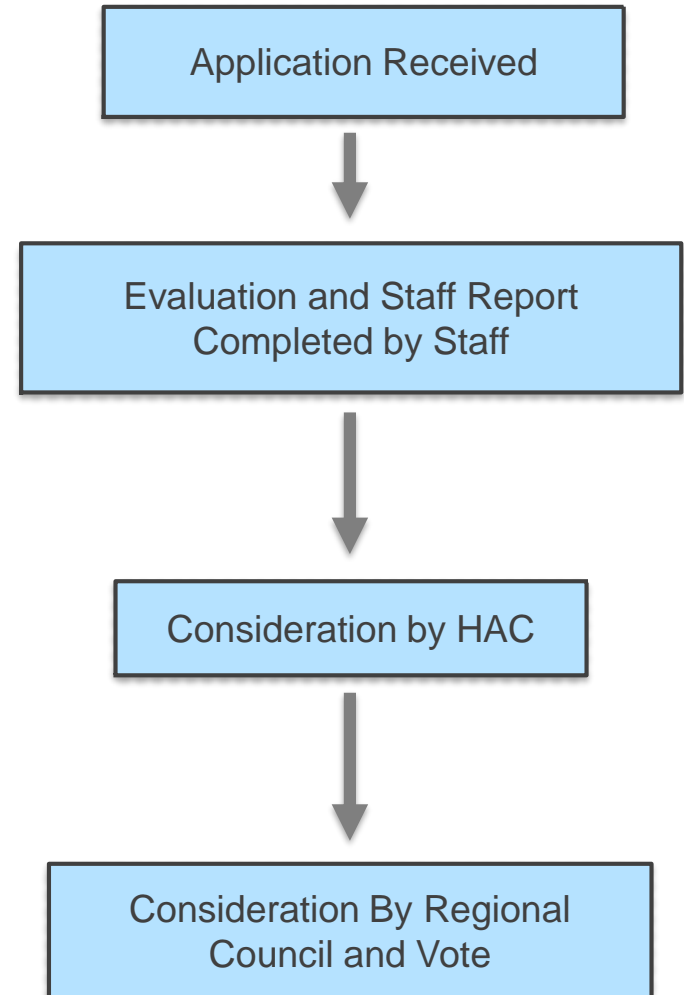 Application Received
Evaluation and Staff Report
Completed by Staff
Consideration by HAC
Consideration By Regional
Council and Vote